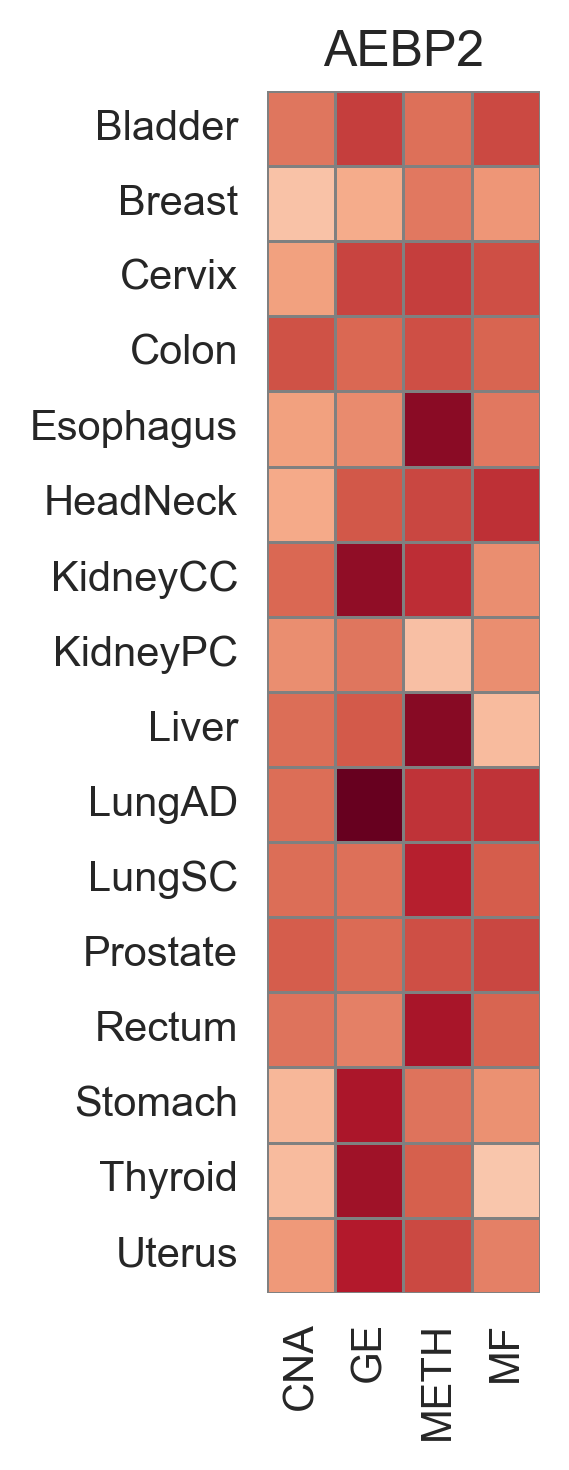 AEBP2
Bladder
Breast
Cervix
Colon
Esophagus
HeadNeck
KidneyCC
KidneyPC
Liver
LungAD
LungSC
Prostate
Rectum
Stomach
Thyroid
Uterus
CNA
GE
METH
MF